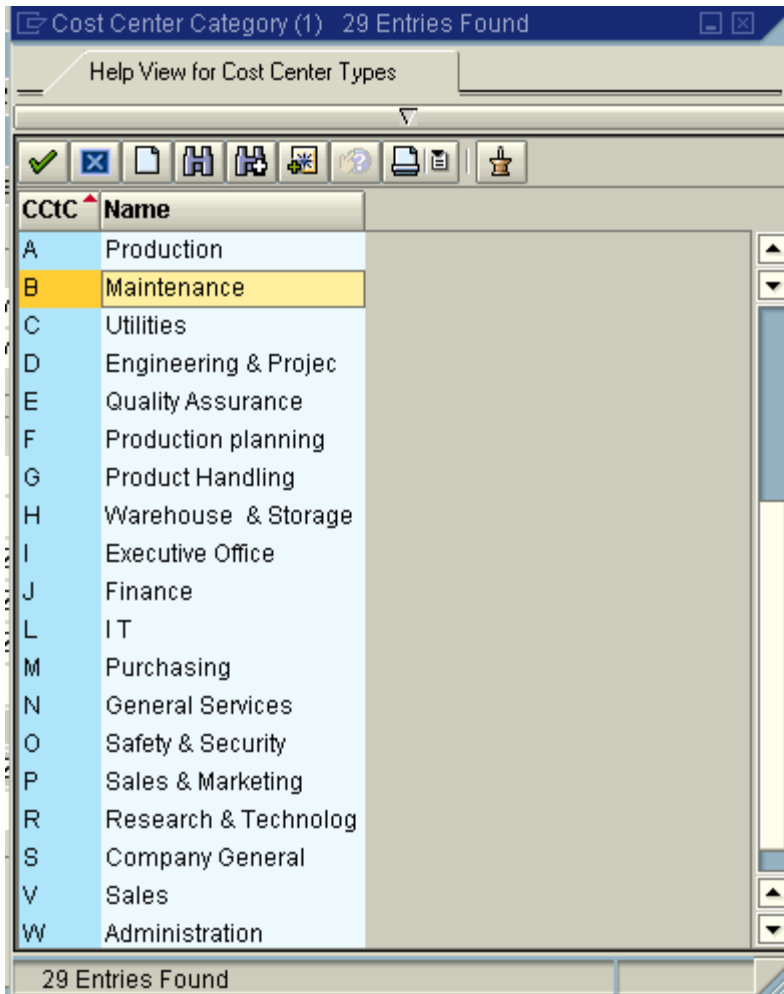 Cost Center Category (1) 29 Entries Found
Help View for Cost Center Types
CCtC Name
A Production
B Maintenance
C Utilities
D Engineering & Projec
E Quality Assurance
F Production planning
G Product Handling
H Warehouse & Storage
I Executive Office
J Finance
L I T
M Purchasing
N General Services
O Safety & Security
P Sales & Marketing
R Research & Technolog
S Company General
V Sales
W Administration
29 Entries Found